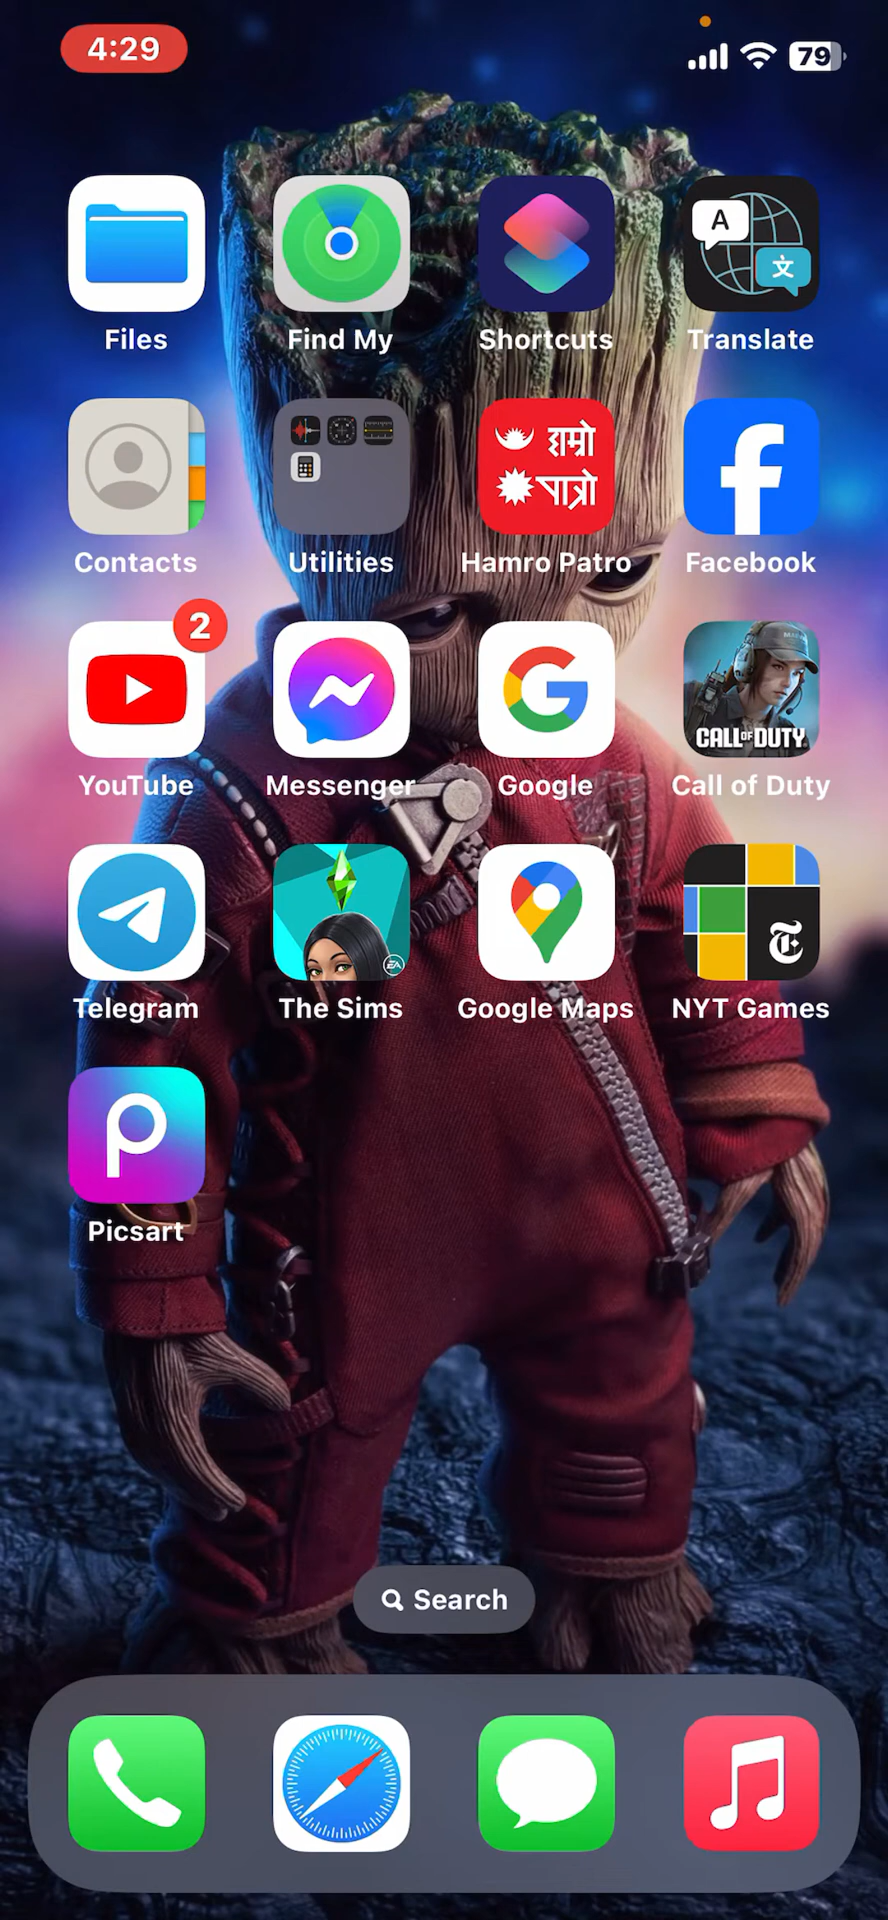 4:29
79
A
文
Files
Find My
Shortcuts
Translate
हाम्रो
पात्रो
Contacts
Utilities
Hamro Patro
Facebook
2
CALL OF DUTY
YouTube
Messenger
Google
Call of Duty
EA
Telegram
The Sims
Google Maps
NYT Games
Picsart
Search